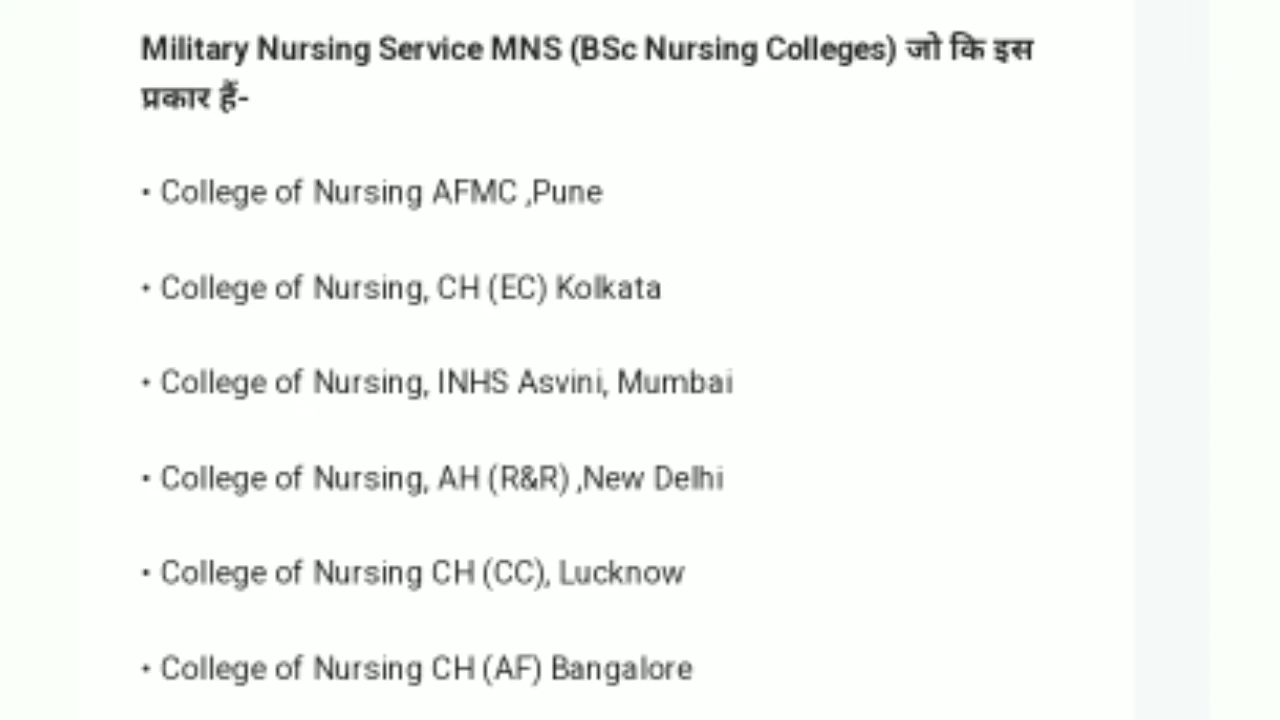 Military Nursing Service MNS (BSc Nursing Colleges) जो कि इस
प्रकार हैं-
• College of Nursing AFMC ,Pune
• College of Nursing, CH (EC) Kolkata
• College of Nursing, INHS Asvini, Mumbai
• College of Nursing, AH (R&R) ,New Delhi
• College of Nursing CH (CC), Lucknow
• College of Nursing CH (AF) Bangalore